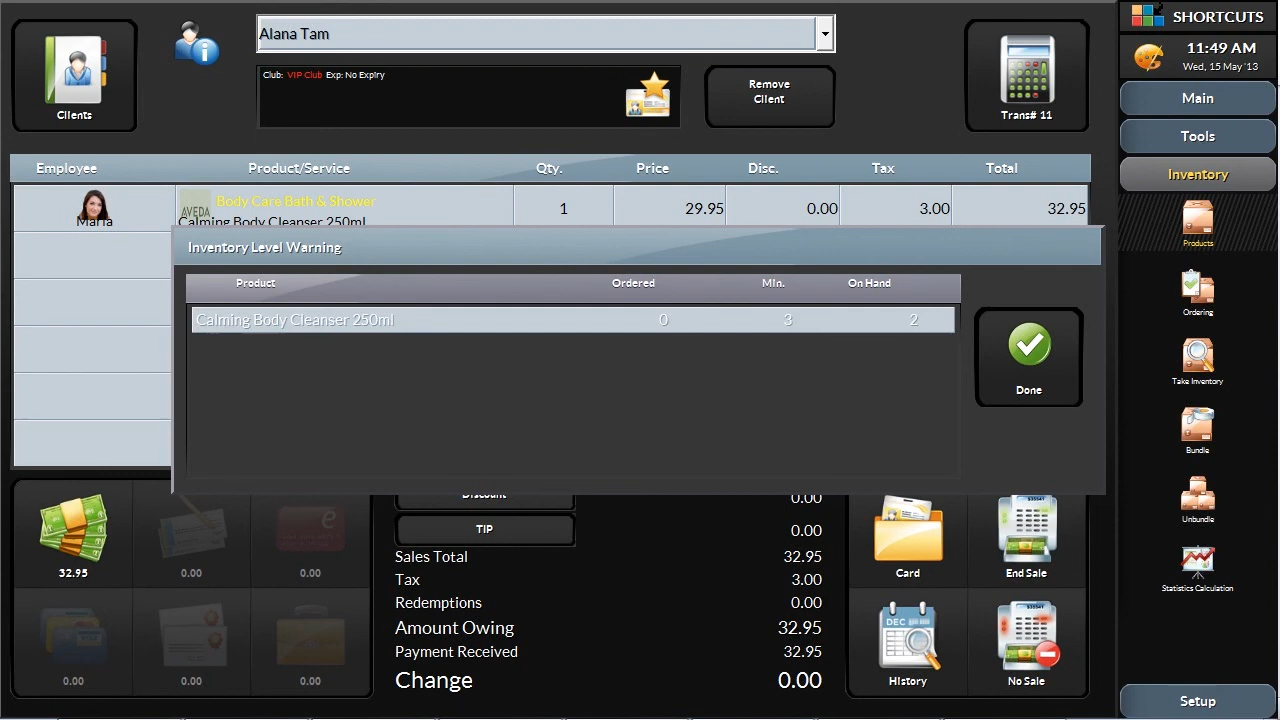 SHORTCUTS
11:49 AM
Wed, 15 May '13
Alana Tam
Club: VIP Club Exp: No Expiry
Clients
Remove
Client
Trans# 11
Main
Tools
Inventory
Employee Product/Service Qty. Price Disc. Tax Total
AVEDA Body Care Bath & Shower
Maria Calming Body Cleanser 250ml 1 29.95 0.00 3.00 32.95
Inventory Level Warning
Product Ordered Min. On Hand
Calming Body Cleanser 250ml 0 3 2
Done
Products
Ordering
Take Inventory
Bundle
Unbundle
Statistics Calculation
Setup
32.95 0.00 0.00
0.00 0.00 0.00
Discount 0.00
TIP 0.00
Sales Total 32.95
Tax 3.00
Redemptions 0.00
Amount Owing 32.95
Payment Received 32.95
Change 0.00
Card
End Sale
DEC
History
No Sale